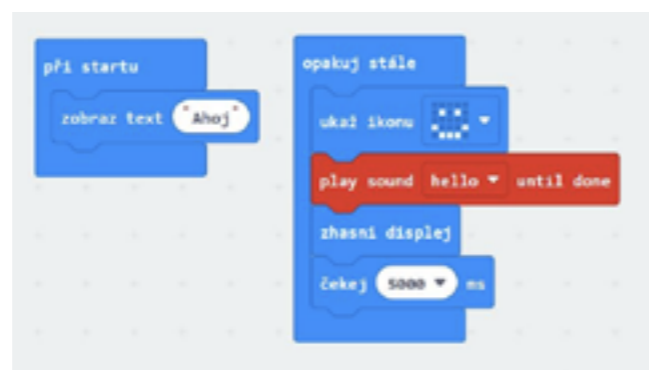 při startu
zobraz text "Ahoj"
opakuj stále
ukaž ikonu
play sound hello until done
zhasni displej
čekej 5000 ms